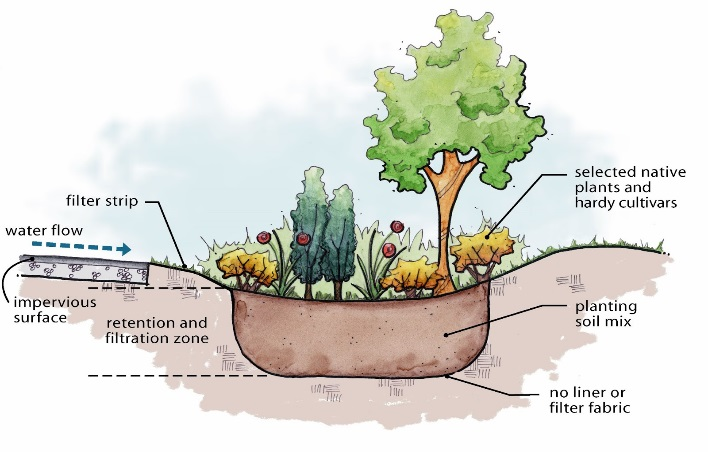 filter strip
water flow
impervious
surface
retention and
filtration zone
selected native
plants and
hardy cultivars
planting
soil mix
no liner or
filter fabric